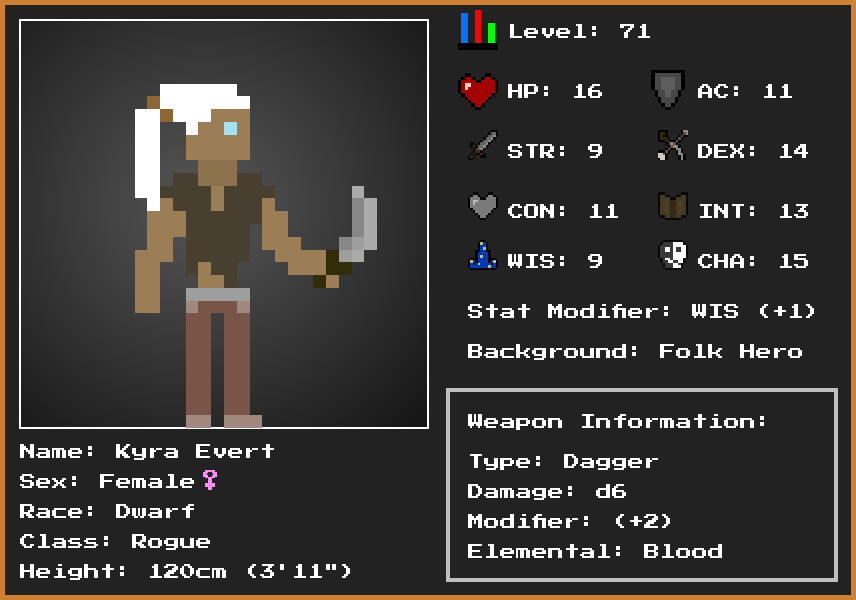 Level: 71
HP: 16
AC: 11
STR: 9
DEX: 14
CON: 11
INT: 13
WIS: 9
CHA: 15
Stat Modifier: WIS (+1)
Background: Folk Hero
Weapon Information:
Type: Dagger
Damage: d6
Modifier: (+2)
Elemental: Blood
Name: Kyra Evert
Sex: Female♀
Race: Dwarf
Class: Rogue
Height: 120cm (3'11")